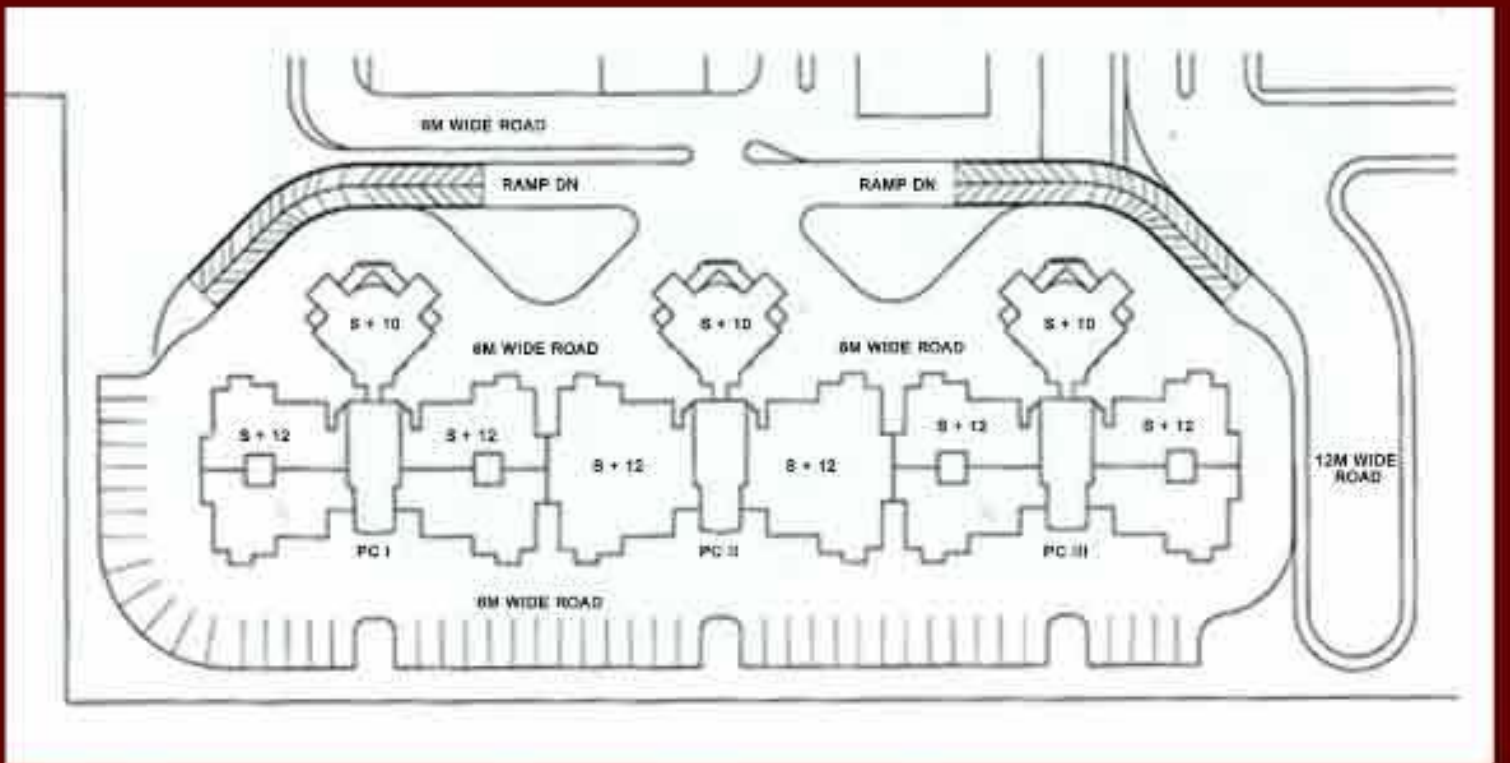 6M WIDE ROAD
RAMP DN
RAMP DN
S + 10
S + 10
S + 10
6M WIDE ROAD
6M WIDE ROAD
S + 12
S + 12
S + 12
S + 12
S + 12
S + 12
12M WIDE
ROAD
PC I
PC II
PC III
6M WIDE ROAD